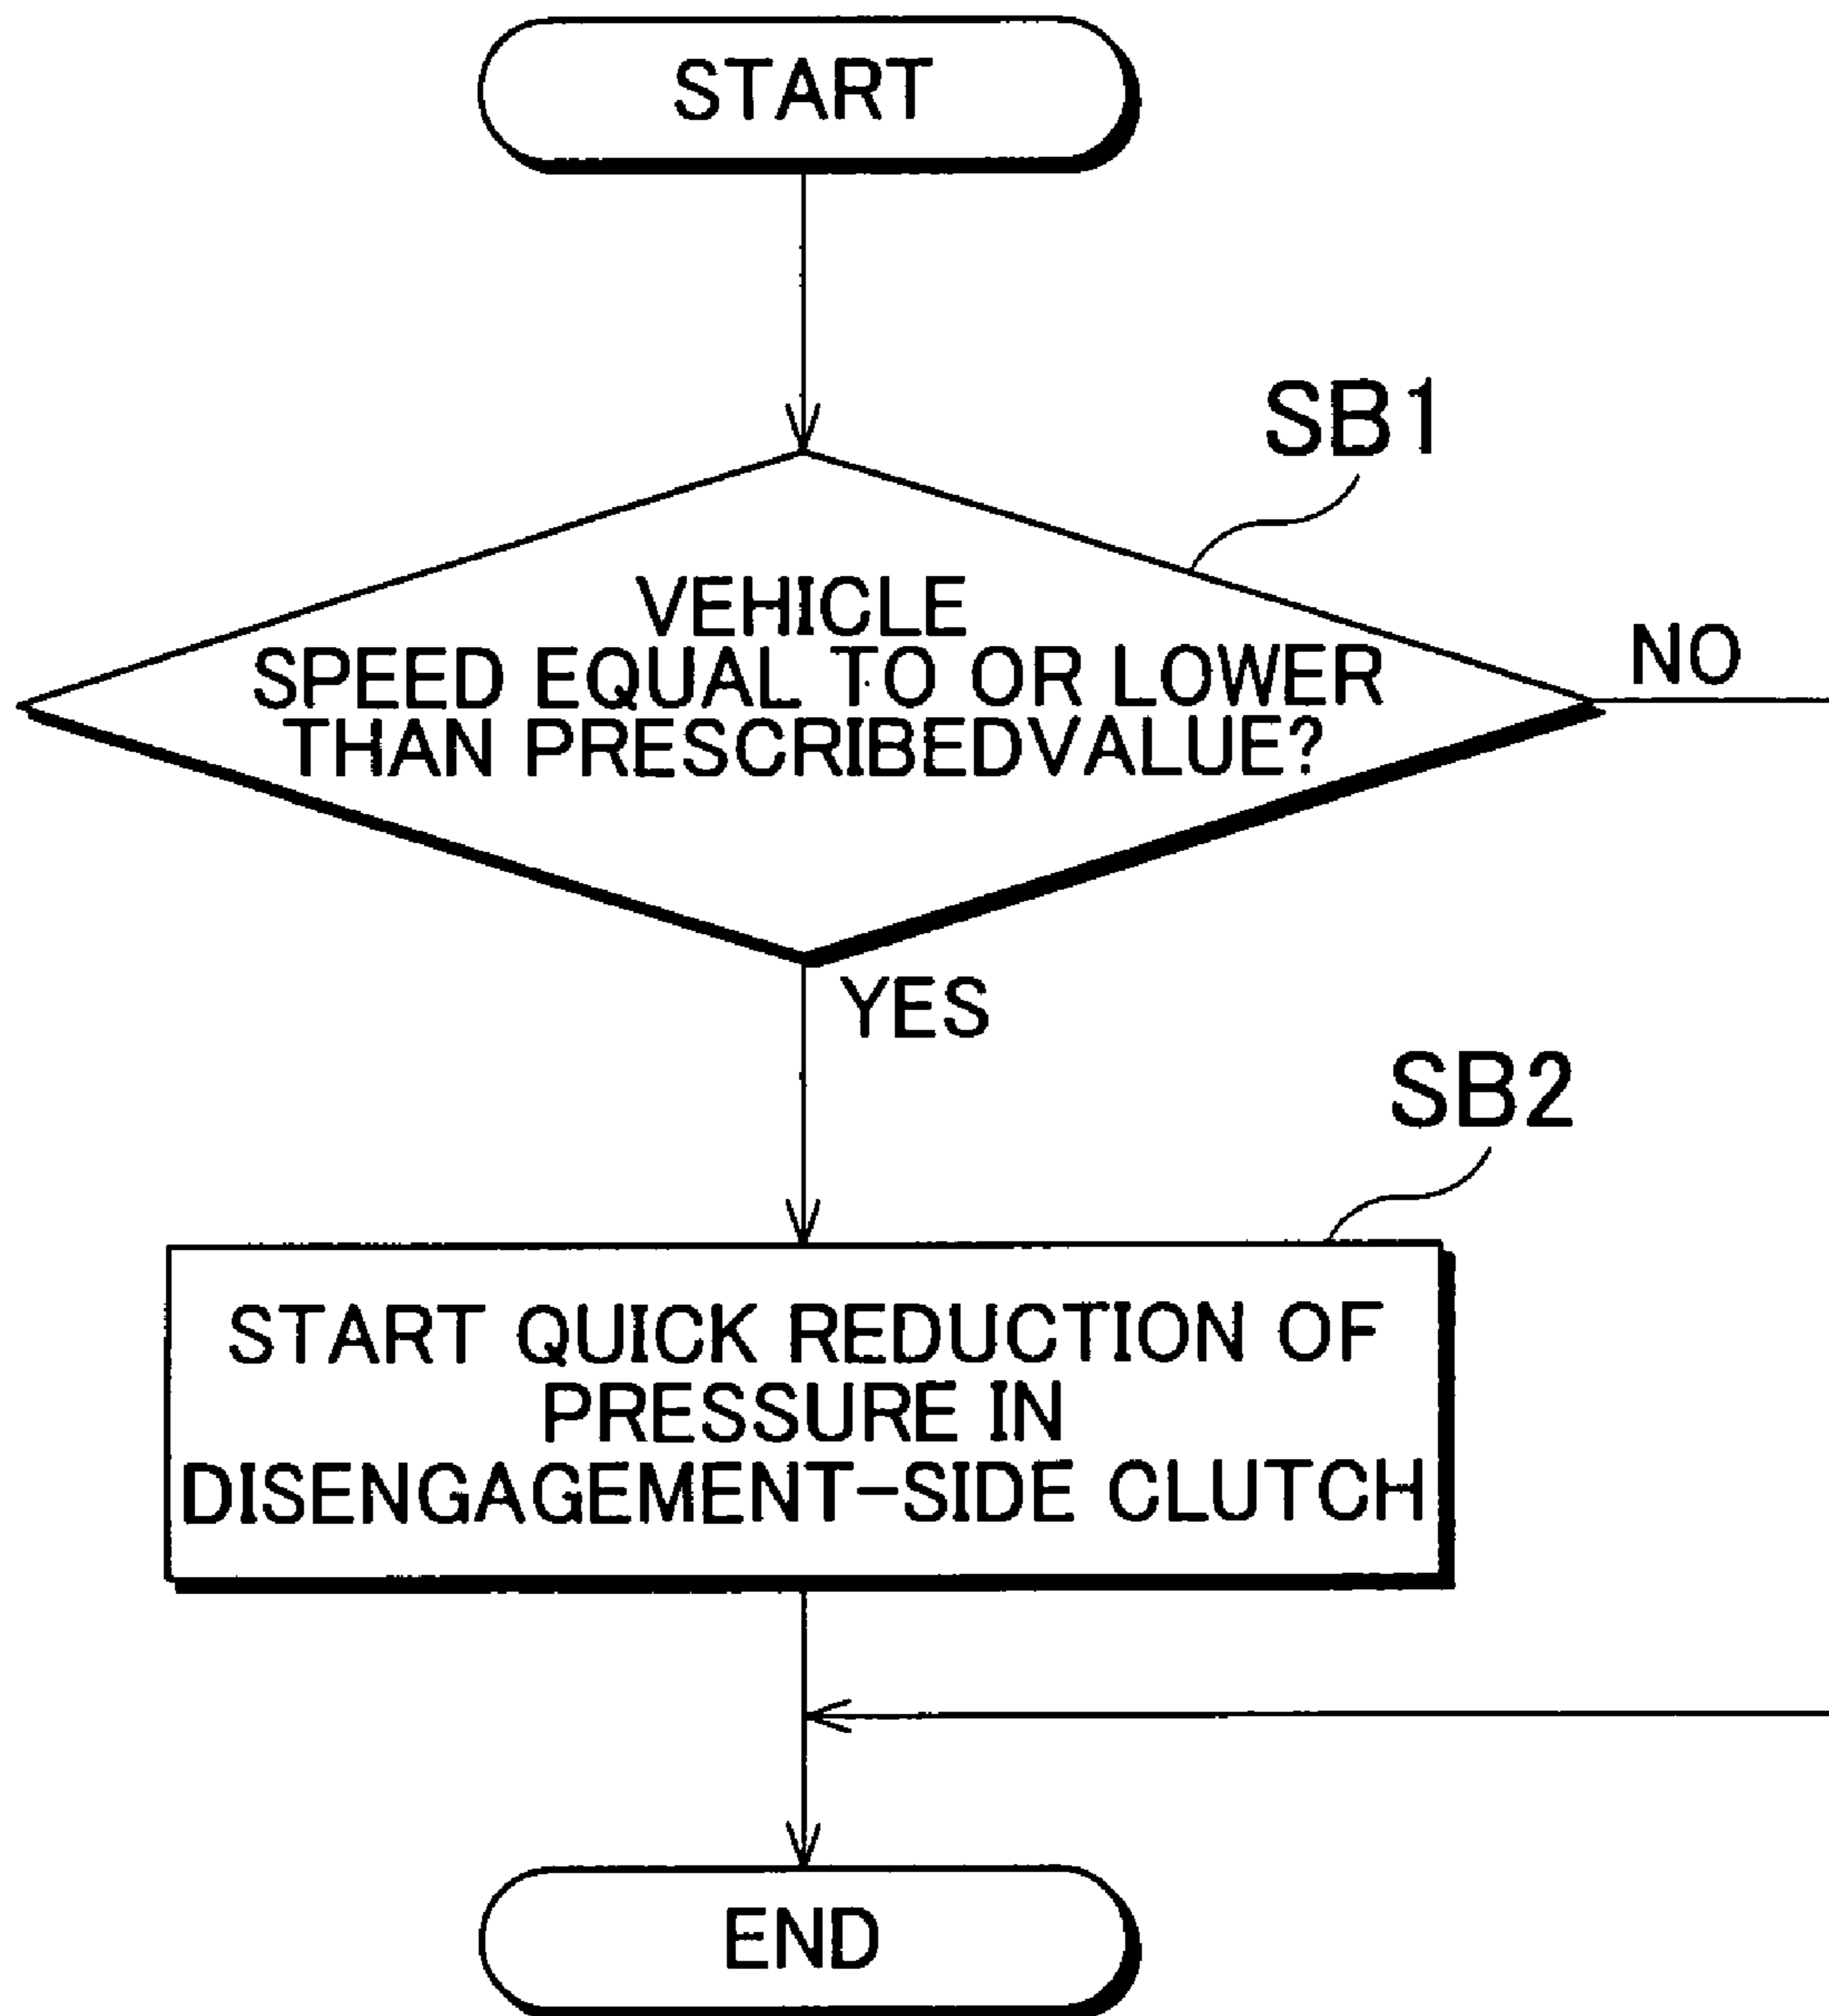 START
SB1
VEHICLE
SPEED EQUAL TO OR LOWER
THAN PRESCRIBEDVALUE?
NO
YES
SB2
START QUICK REDUCTION OF
PRESSURE IN
DISENGAGEMENT-SIDE CLUTCH
END